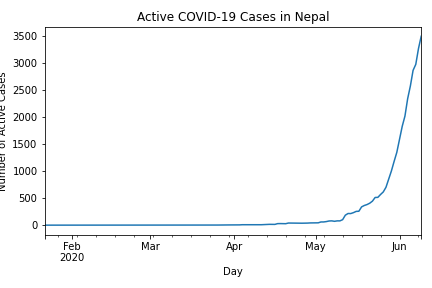 Active COVID-19 Cases in Nepal
Number of Active Cases
3500
3000
2500
2000
1500
1000
500
0
Feb
2020
Mar
Apr
May
Jun
Day